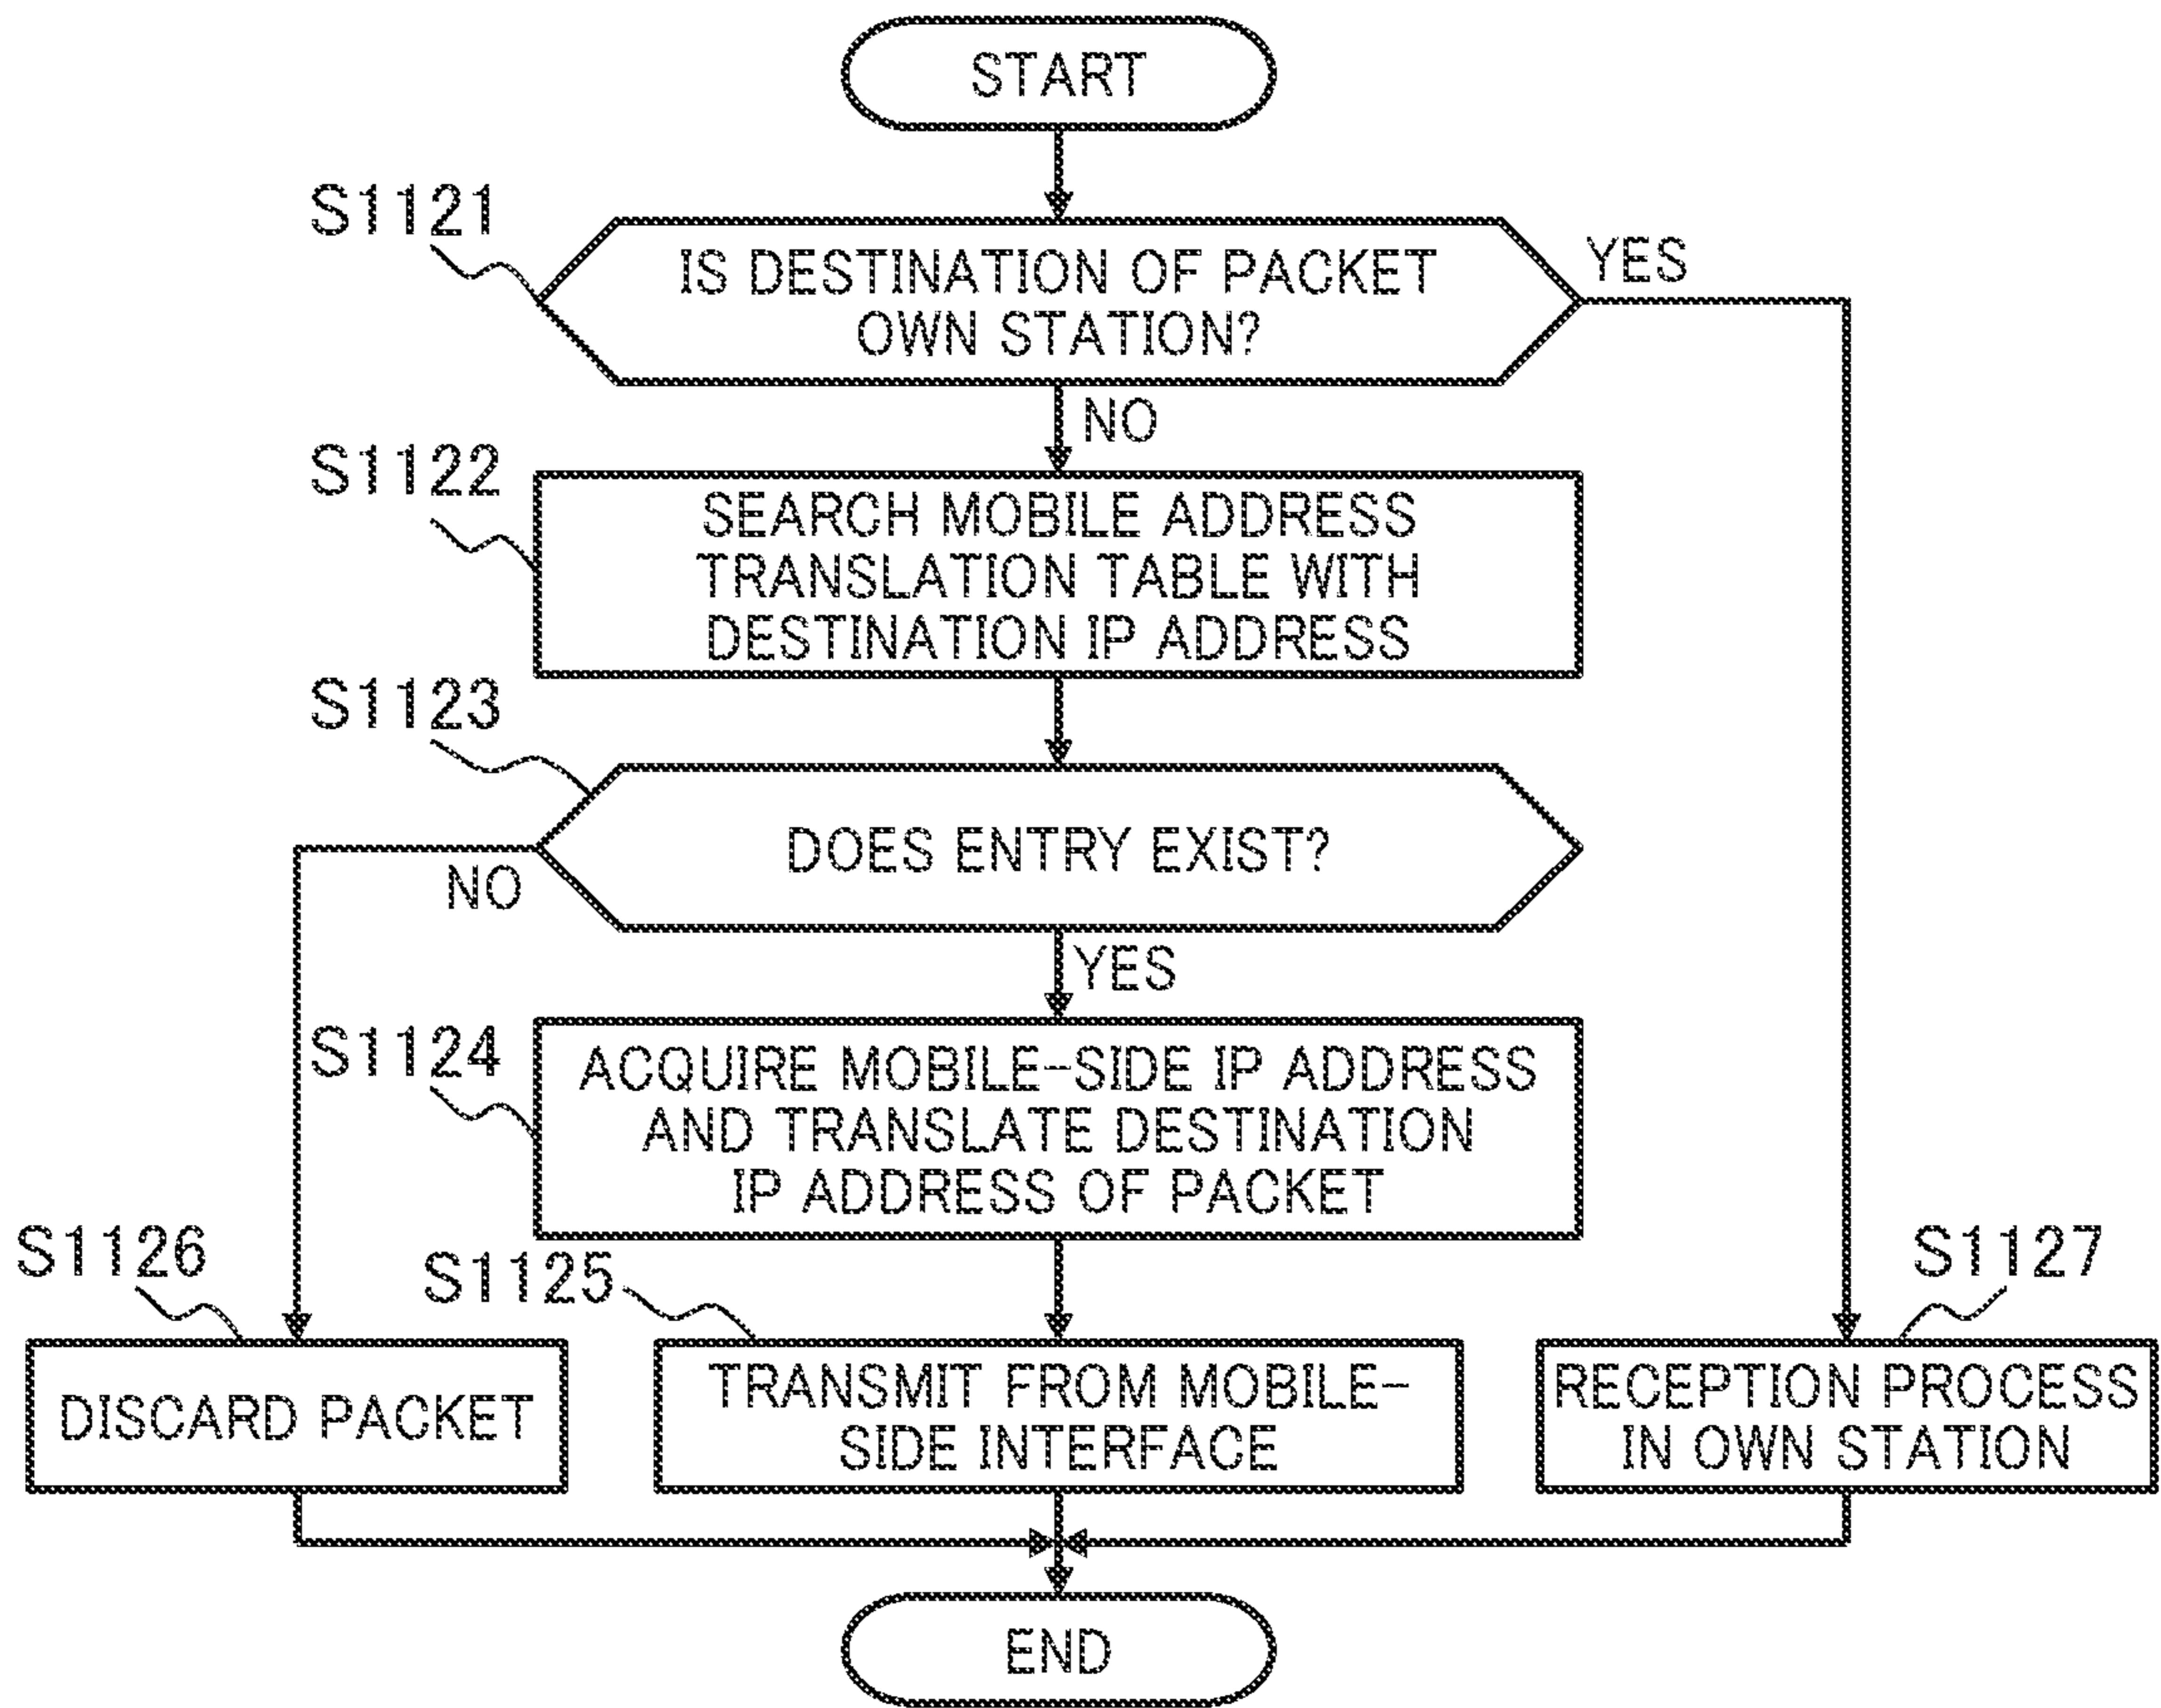 START
S1121
IS DESTINATION OF PACKET
OWN STATION?
YES
NO
S1122
SEARCH MOBILE ADDRESS
TRANSLATION TABLE WITH
DESTINATION IP ADDRESS
S1123
DOES ENTRY EXIST?
NO
YES
S1124
ACQUIRE MOBILE-SIDE IP ADDRESS
AND TRANSLATE DESTINATION
IP ADDRESS OF PACKET
S1126
S1125
S1127
DISCARD PACKET
TRANSMIT FROM MOBILE-
SIDE INTERFACE
RECEPTION PROCESS
IN OWN STATION
END